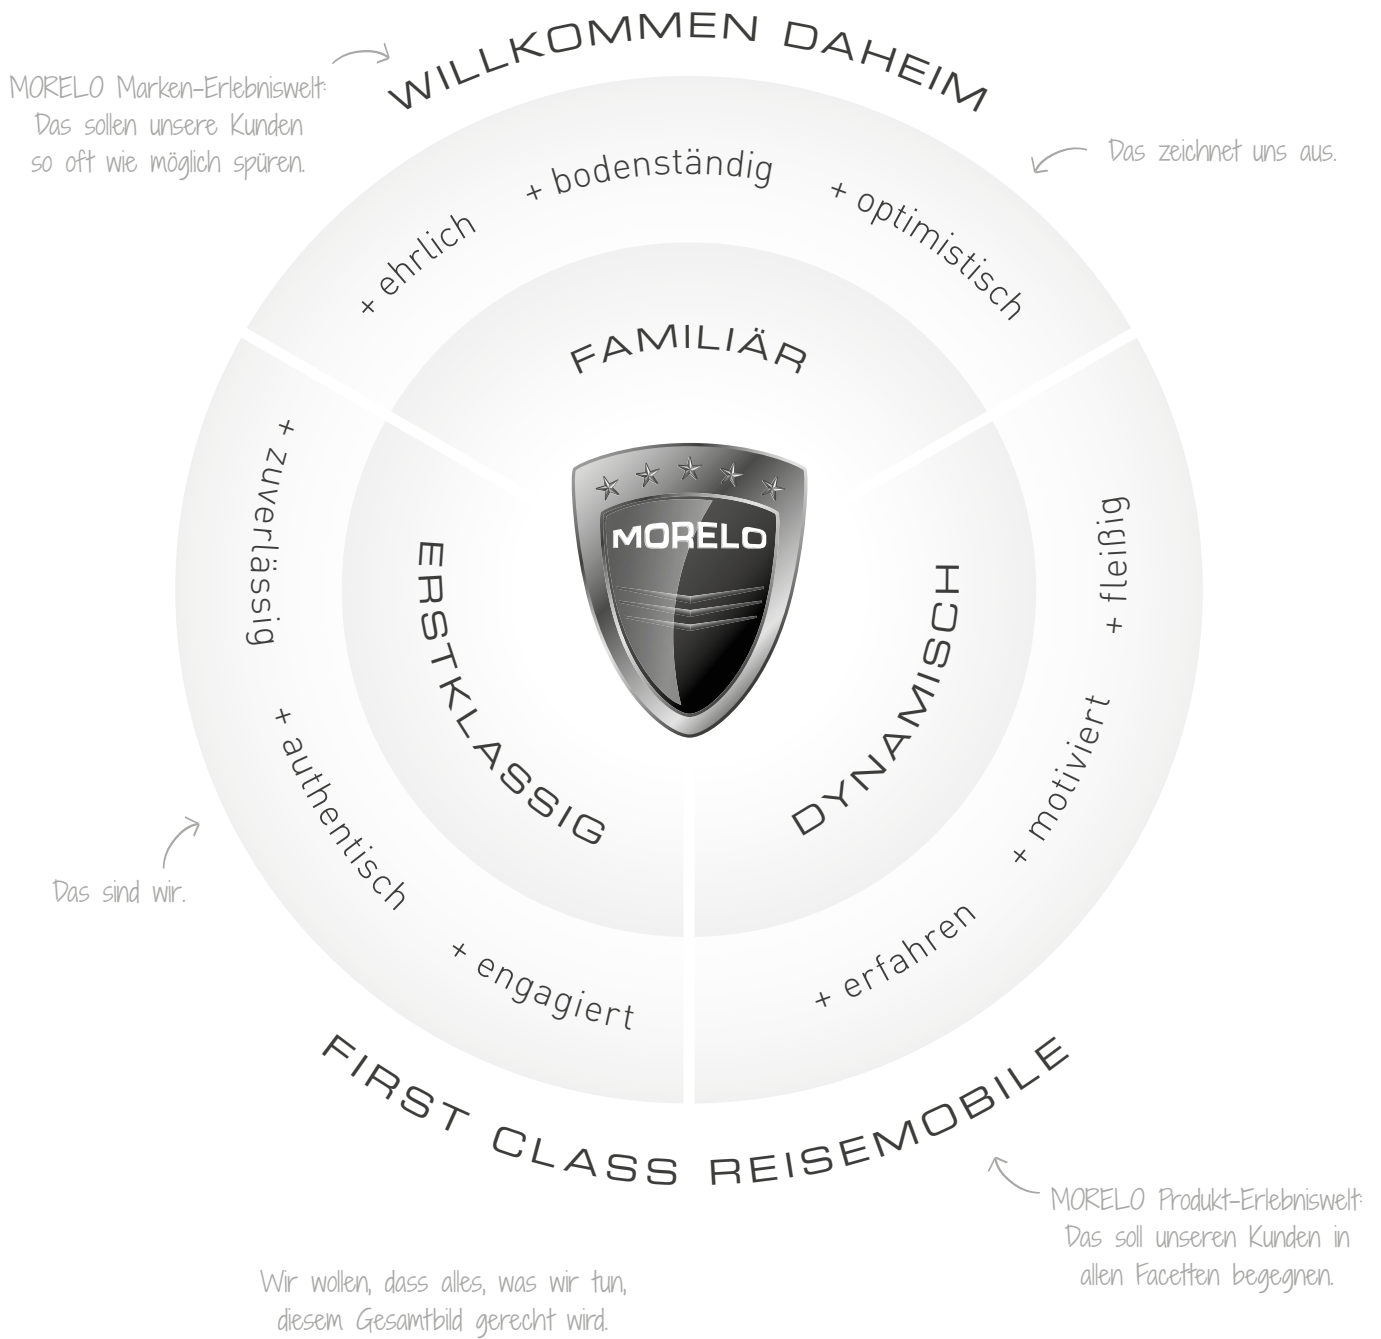 WILLKOMMEN DAHEIM
MORELO Marken-Erlebniswelt:
Das sollen unsere Kunden
so oft wie möglich spüren.
Das zeichnet uns aus.
+ ehrlich
+ bodenständig
+ optimistisch
FAMILIÄR
+ zuverlässig
+ authentisch
+ engagiert
ERSTKLASSIG
MORELO
DYNAMISCH
+ fleißig
+ motiviert
+ erfahren
Das sind wir.
FIRST CLASS REISEMOBILE
MORELO Produkt-Erlebniswelt:
Das soll unseren Kunden in
allen Facetten begegnen.
Wir wollen, dass alles, was wir tun,
diesem Gesamtbild gerecht wird.